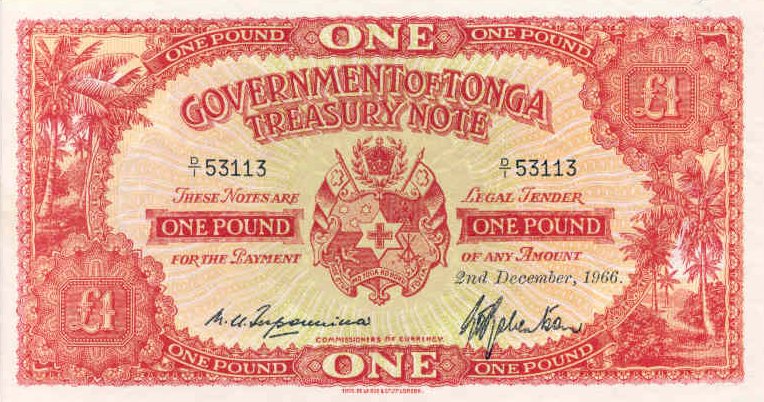 ONE POUND ONE ONE POUND
£1
GOVERNMENT OF TONGA
TREASURY NOTE
D/1 53113 D/1 53113
THESE NOTES ARE LEGAL TENDER
ONE POUND ONE POUND
FOR THE PAYMENT OF ANY AMOUNT
2nd December, 1966.
£1
COMMISSIONERS OF CURRENCY
ONE POUND ONE ONE POUND